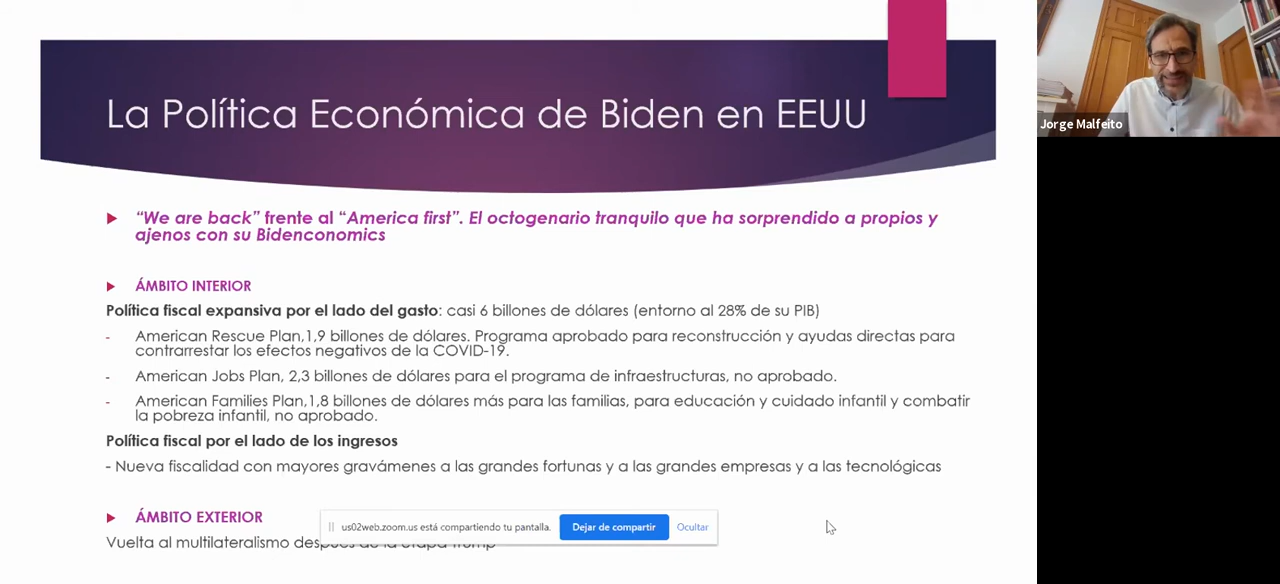 La Política Económica de Biden en EEUU
Jorge Malfeito
“We are back” frente al “America first”. El octogenario tranquilo que ha sorprendido a propios y
ajenos con su Bidenconomics
ÁMBITO INTERIOR
Política fiscal expansiva por el lado del gasto: casi 6 billones de dólares (entorno al 28% de su PIB)
- American Rescue Plan,1,9 billones de dólares. Programa aprobado para reconstrucción y ayudas directas para
contrarrestar los efectos negativos de la COVID-19.
- American Jobs Plan, 2,3 billones de dólares para el programa de infraestructuras, no aprobado.
- American Families Plan,1,8 billones de dólares más para las familias, para educación y cuidado infantil y combatir
la pobreza infantil, no aprobado.
Política fiscal por el lado de los ingresos
- Nueva fiscalidad con mayores gravámenes a las grandes fortunas y a las grandes empresas y a las tecnológicas
ÁMBITO EXTERIOR
us02web.zoom.us está compartiendo tu pantalla. Dejar de compartir Ocultar
Vuelta al multilateralismo después de la etapa Trump